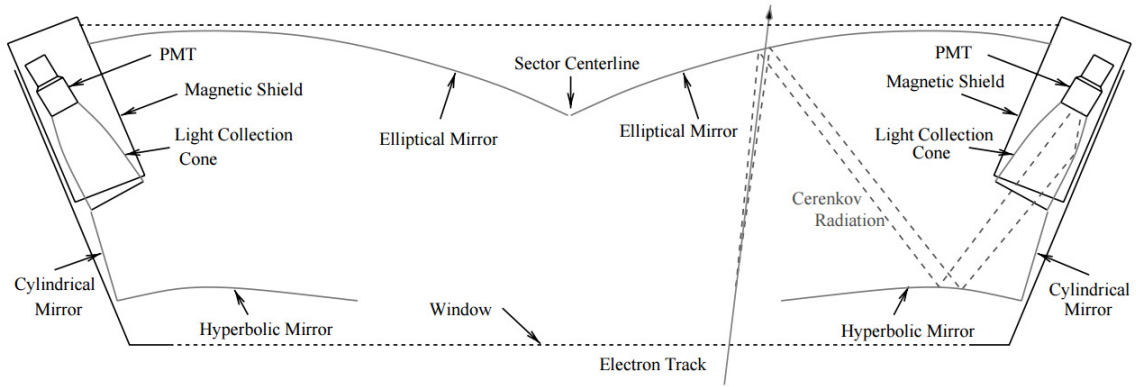 PMT
Magnetic Shield
Light Collection
Cone
Elliptical Mirror
Sector Centerline
Elliptical Mirror
PMT
Magnetic Shield
Light Collection
Cone
Cerenkov
Radiation
Cylindrical
Mirror
Hyperbolic Mirror
Window
Electron Track
Hyperbolic Mirror
Cylindrical
Mirror